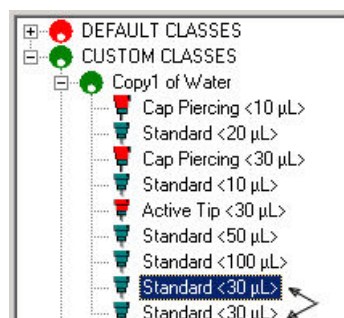 DEFAULT CLASSES
CUSTOM CLASSES
Copy1 of Water
Cap Piercing <10 µL>
Standard <20 µL>
Cap Piercing <30 µL>
Standard <10 µL>
Active Tip <30 µL>
Standard <50 µL>
Standard <100 µL>
Standard <30 µL>
Standard <30 µL>